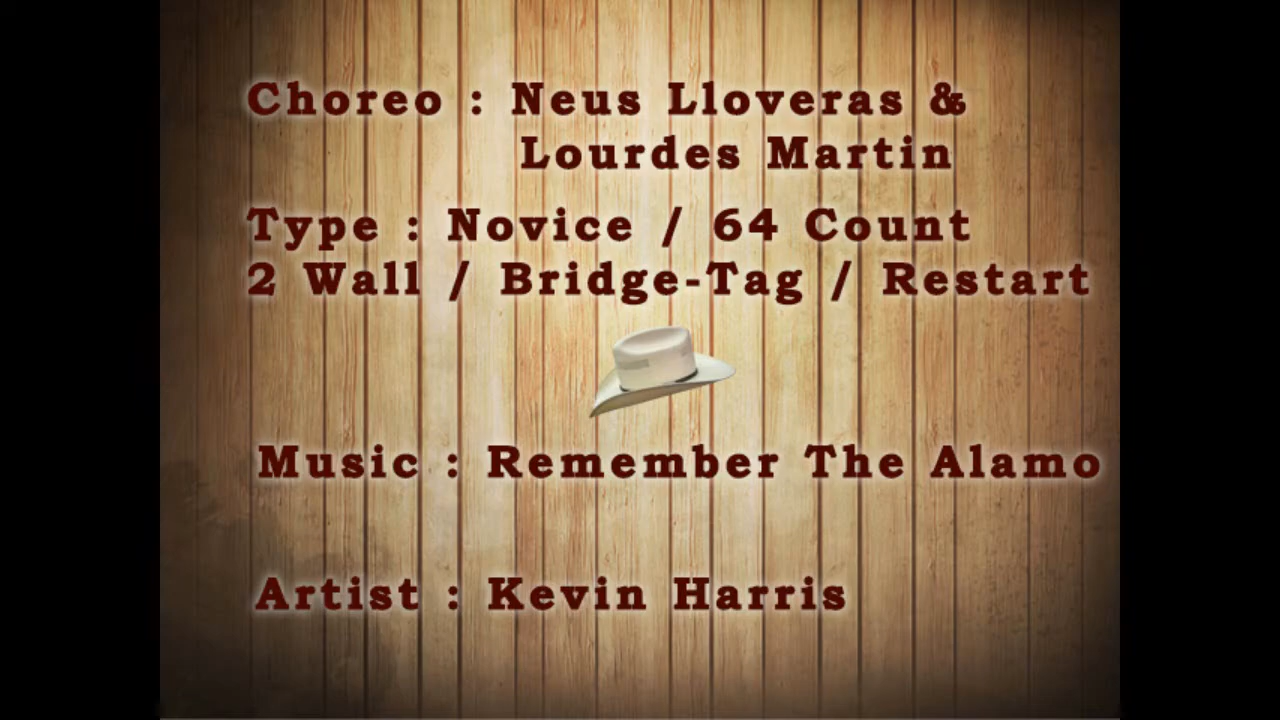 Choreo : Neus Lloveras &
Lourdes Martin
Type : Novice / 64 Count
2 Wall / Bridge-Tag / Restart
Music : Remember The Alamo
Artist : Kevin Harris